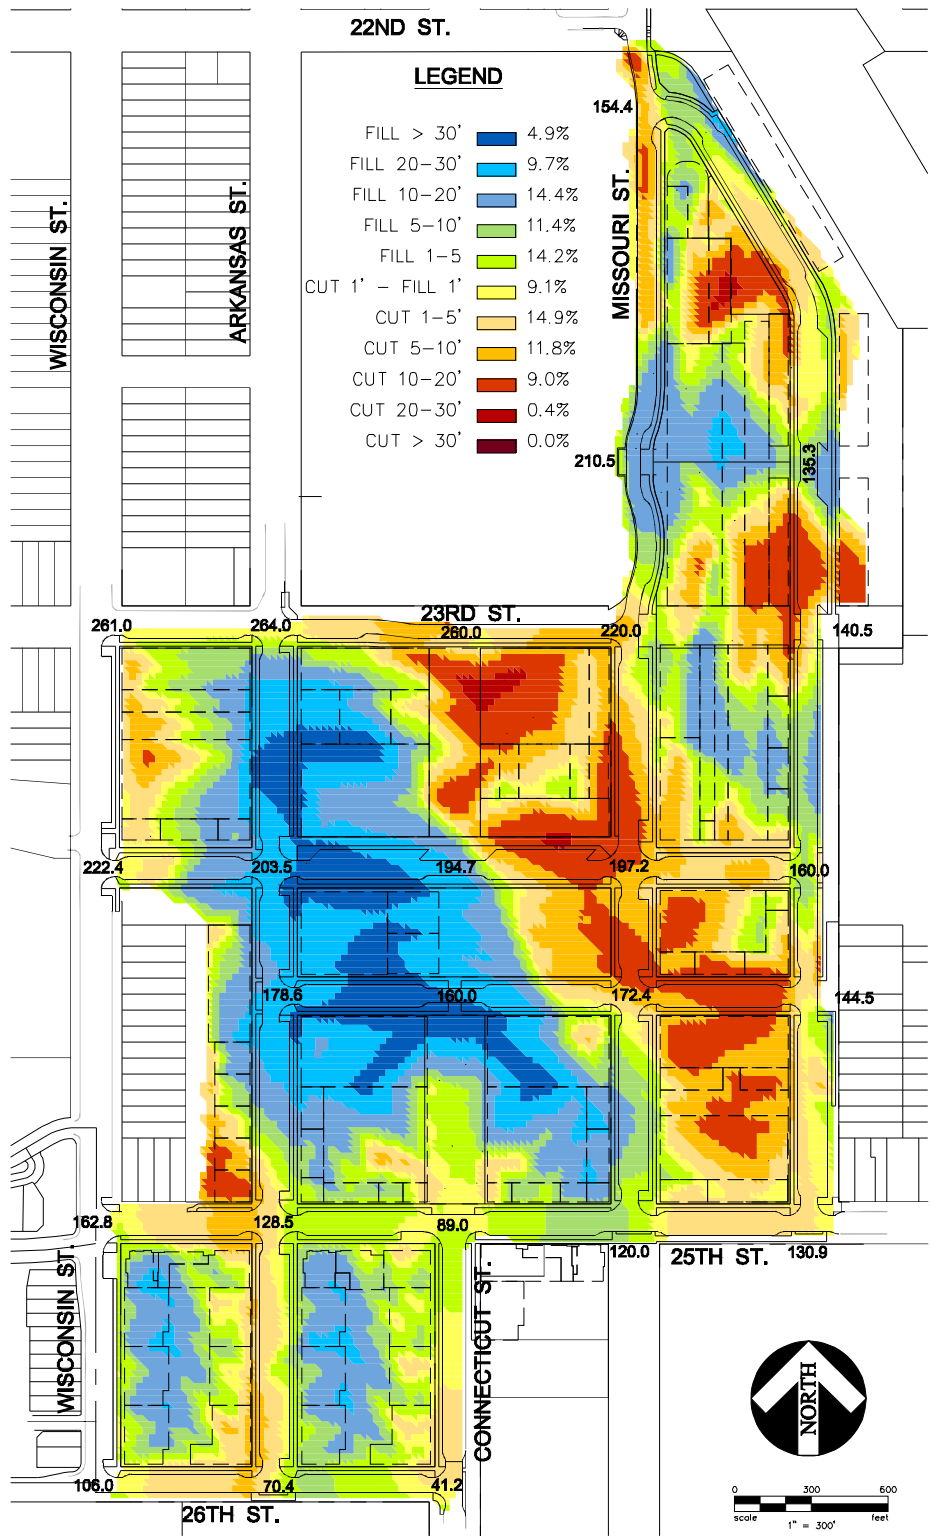 22ND ST.
LEGEND
FILL > 30' 4.9%
FILL 20-30' 9.7%
FILL 10-20' 14.4%
FILL 5-10' 11.4%
FILL 1-5 14.2%
CUT 1' - FILL 1' 9.1%
CUT 1-5' 14.9%
CUT 5-10' 11.8%
CUT 10-20' 9.0%
CUT 20-30' 0.4%
CUT > 30' 0.0%
154.4
WISCONSIN ST.
ARKANSAS ST.
MISSOURI ST.
210.5
135.3
23RD ST.
261.0
264.0
260.0
220.0
140.5
222.4
203.5
194.7
197.2
160.0
178.6
160.0
172.4
144.5
162.8
128.5
89.0
120.0
25TH ST.
130.9
WISCONSIN ST.
CONNECTICUT ST.
NORTH
106.0
70.4
41.2
26TH ST.
0 300 600
scale feet
1" = 300'